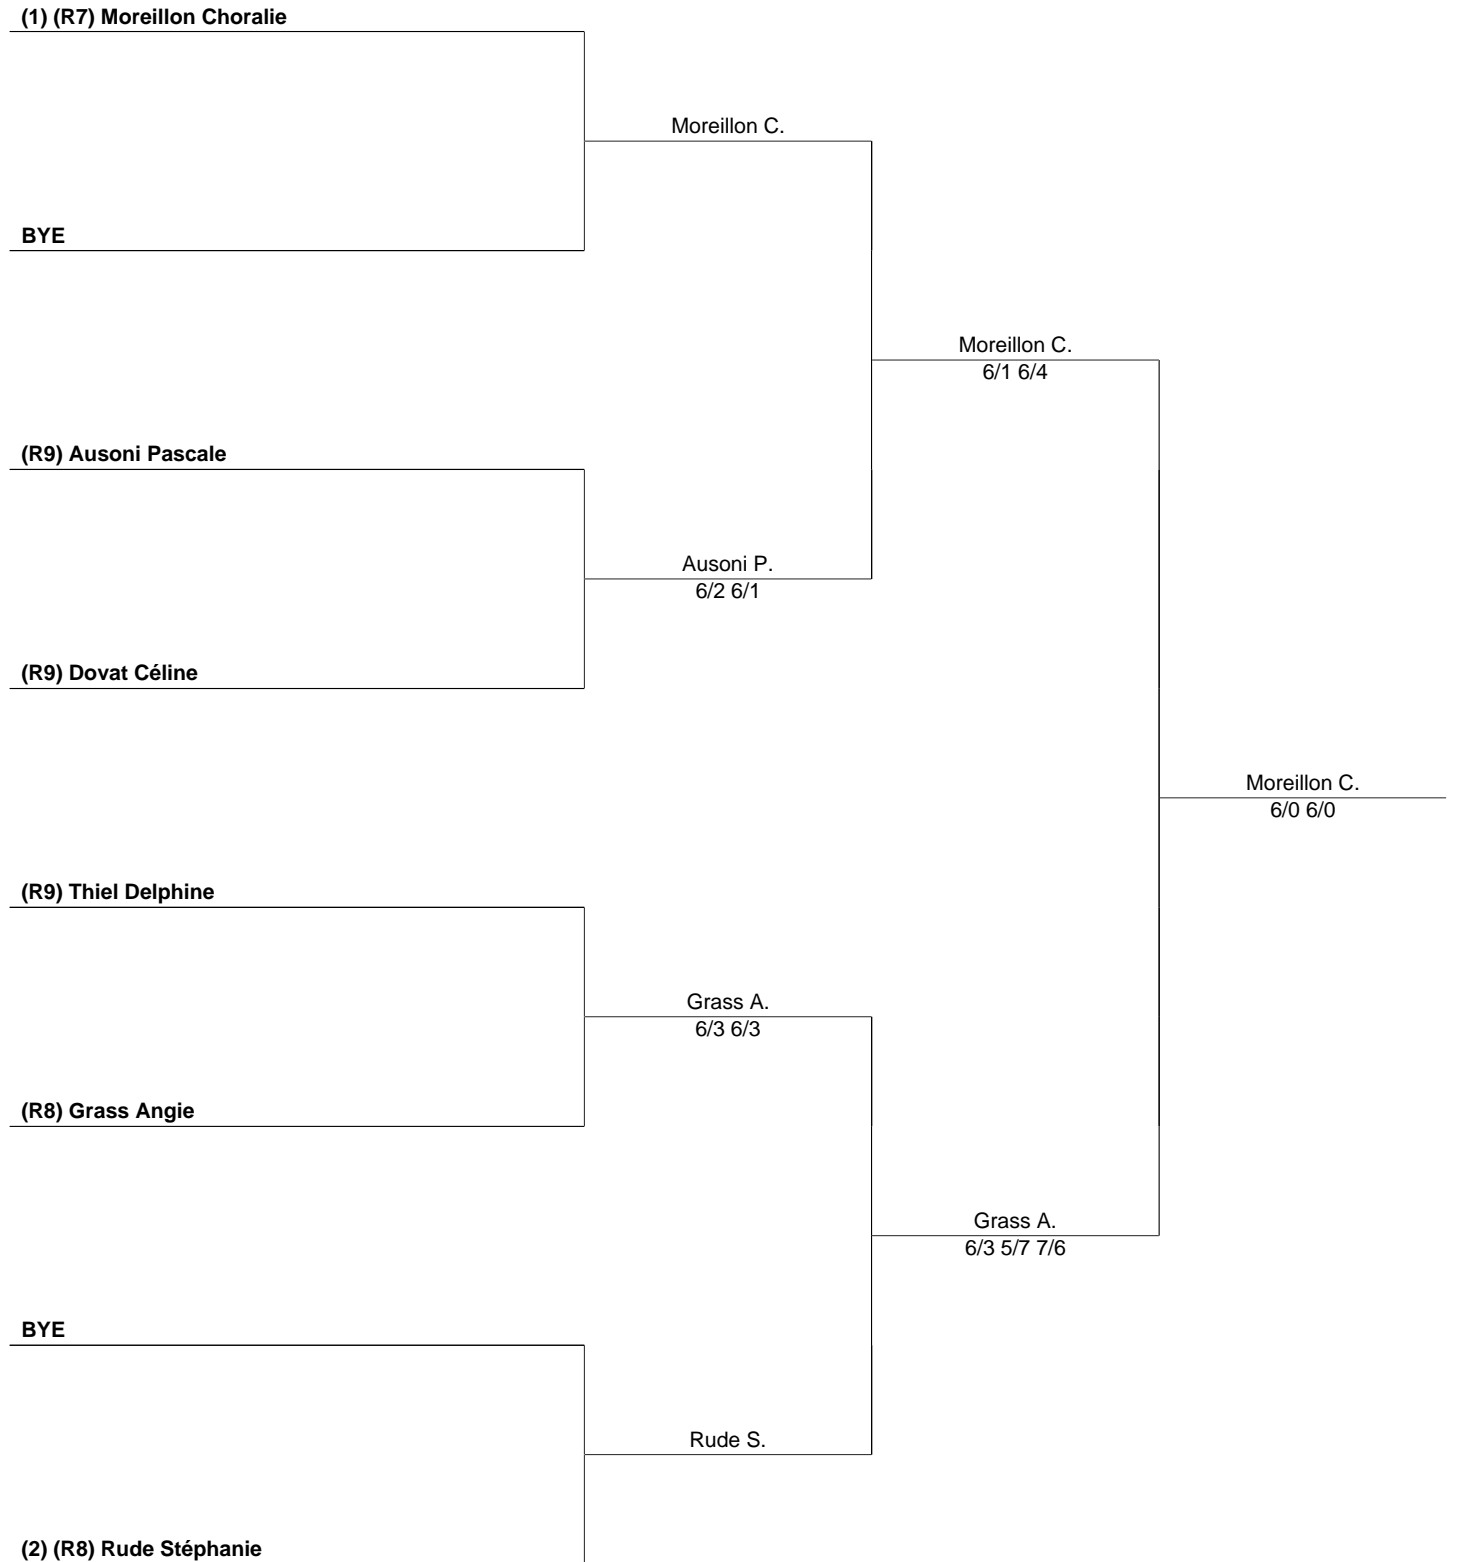 (1) (R7) Moreillon Choralie
Moreillon C.
BYE
Moreillon C.
6/1 6/4
(R9) Ausoni Pascale
Ausoni P.
6/2 6/1
(R9) Dovat Céline
Moreillon C.
6/0 6/0
(R9) Thiel Delphine
Grass A.
6/3 6/3
(R8) Grass Angie
Grass A.
6/3 5/7 7/6
BYE
Rude S.
(2) (R8) Rude Stéphanie